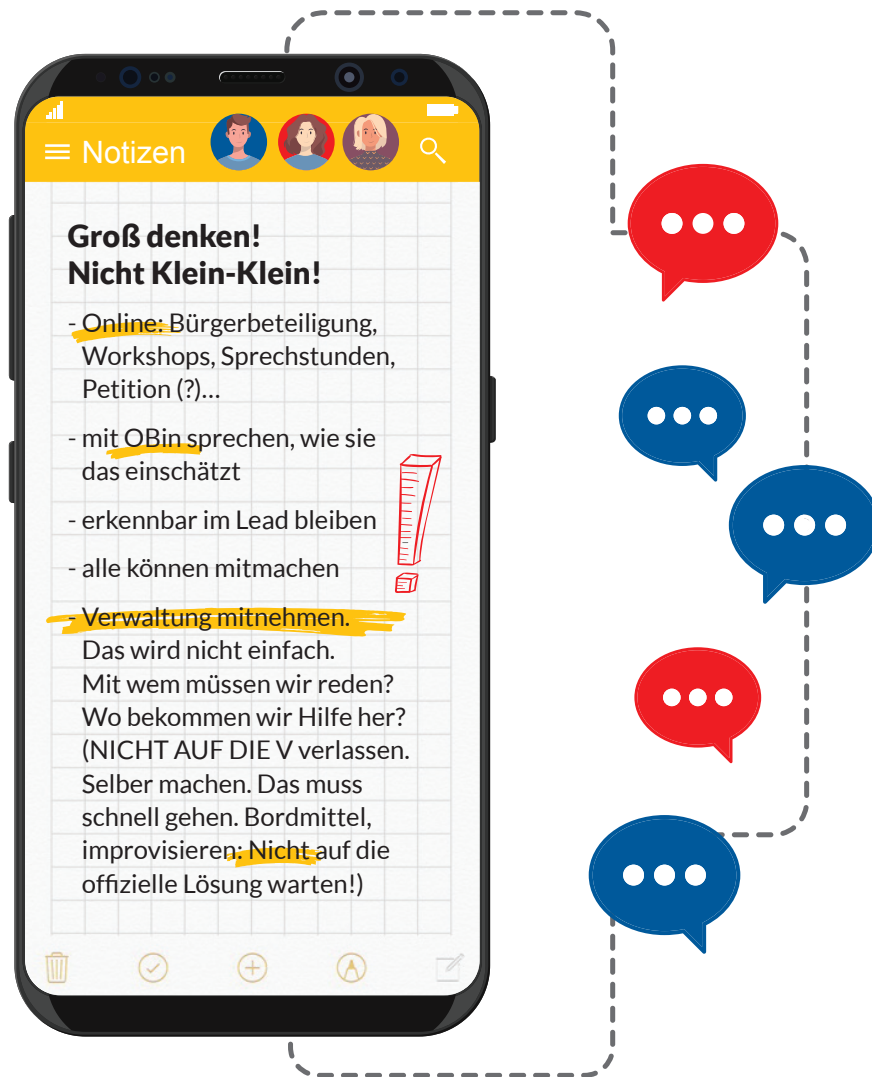 Notizen
Groß denken!
Nicht Klein-Klein!
- Online: Bürgerbeteiligung,
Workshops, Sprechstunden,
Petition (?)...
- mit OBin sprechen, wie sie
das einschätzt
- erkennbar im Lead bleiben
- alle können mitmachen
- Verwaltung mitnehmen.
Das wird nicht einfach.
Mit wem müssen wir reden?
Wo bekommen wir Hilfe her?
(NICHT AUF DIE V verlassen.
Selber machen. Das muss
schnell gehen. Bordmittel,
improvisieren: Nicht auf die
offizielle Lösung warten!)